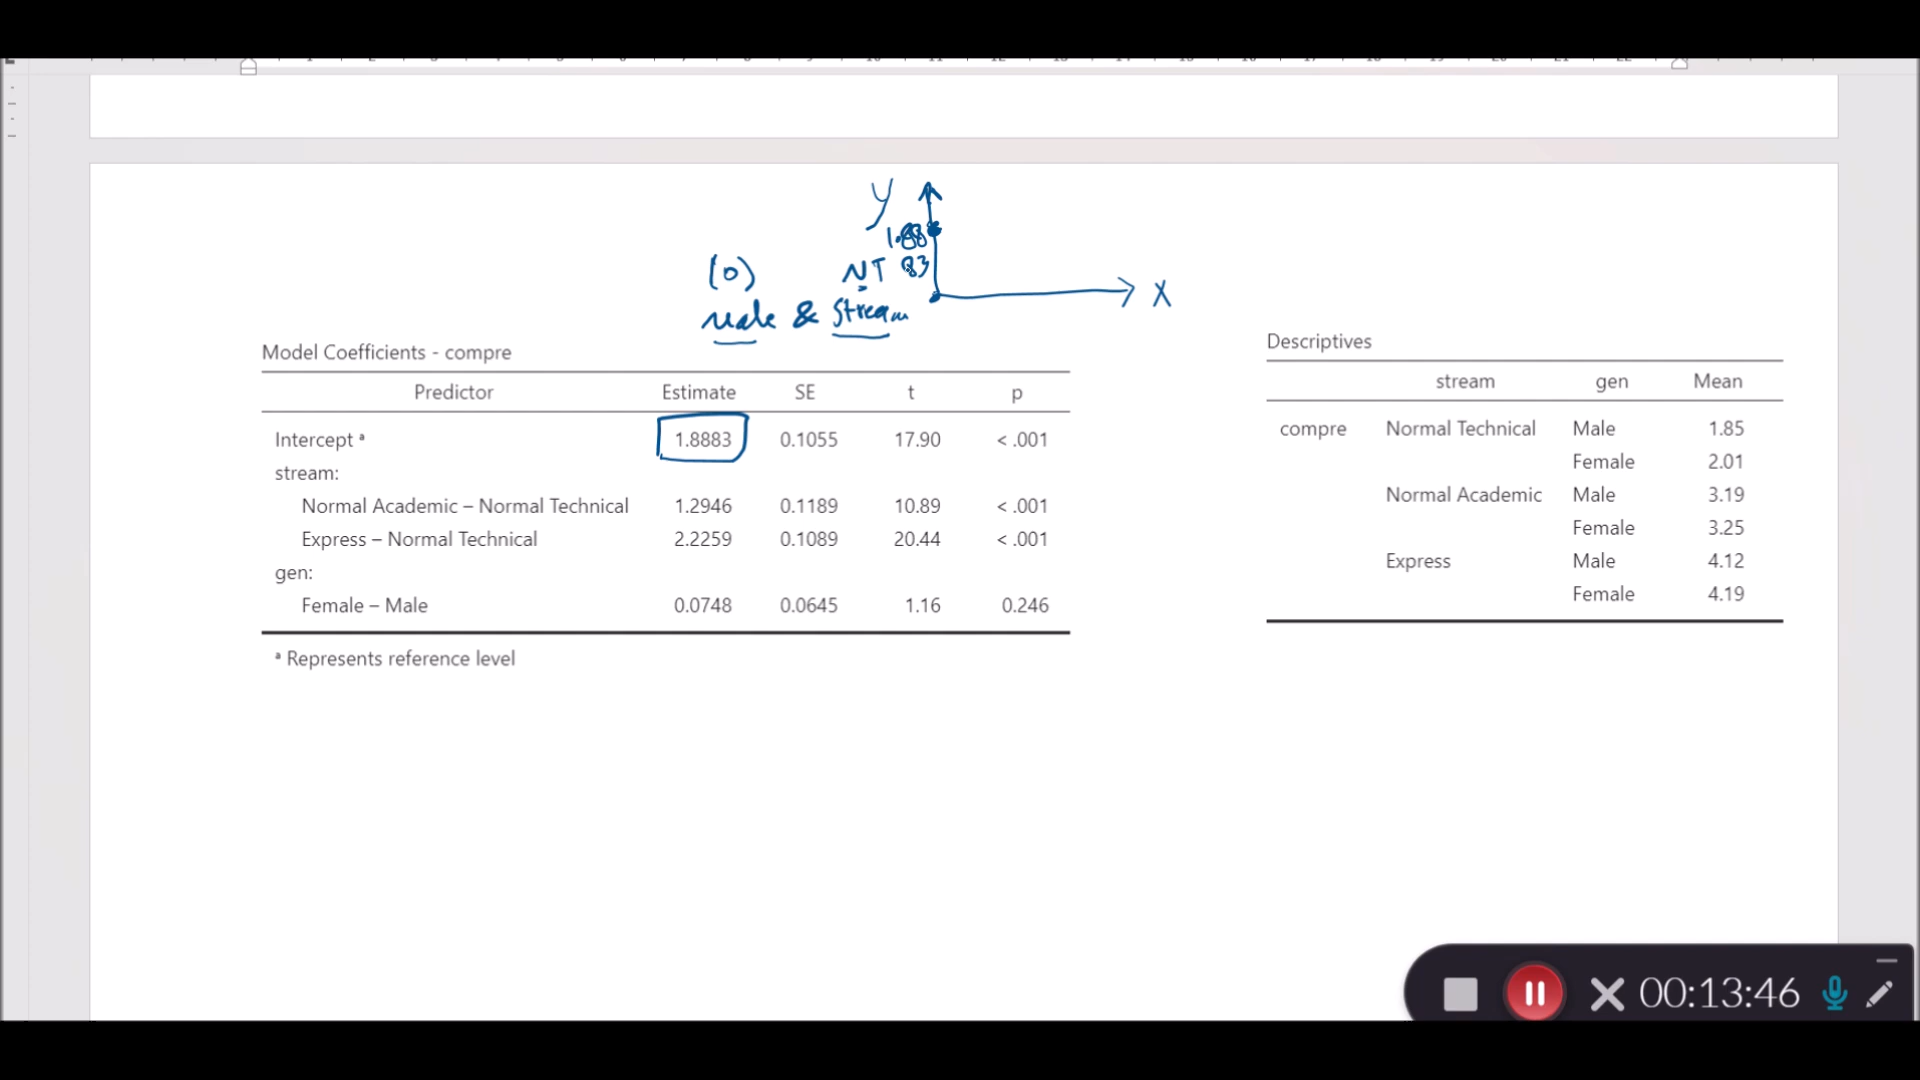 y
1.88
(0) NT 83
male & Stream
X
Model Coefficients - compre
Predictor Estimate SE t p
Intercept ᵃ 1.8883 0.1055 17.90 < .001
stream:
Normal Academic – Normal Technical 1.2946 0.1189 10.89 < .001
Express – Normal Technical 2.2259 0.1089 20.44 < .001
gen:
Female – Male 0.0748 0.0645 1.16 0.246
ᵃ Represents reference level
Descriptives
stream gen Mean
compre Normal Technical Male 1.85
Female 2.01
Normal Academic Male 3.19
Female 3.25
Express Male 4.12
Female 4.19
00:13:46